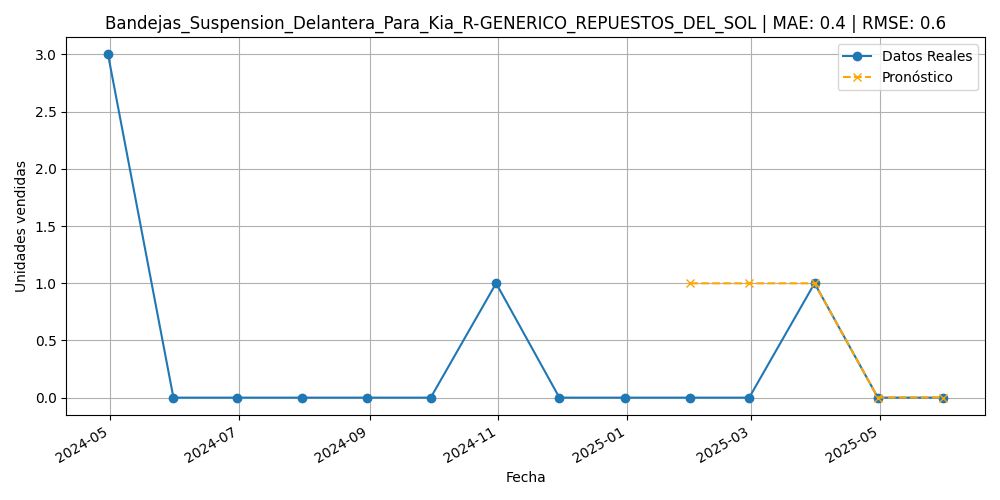 Bandejas_Suspension_Delantera_Para_Kia_R-GENERICO_REPUESTOS_DEL_SOL | MAE: 0.4 | RMSE: 0.6
Datos Reales
Pronóstico
Unidades vendidas
3.0
2.5
2.0
1.5
1.0
0.5
0.0
2024-05
2024-07
2024-09
2024-11
2025-01
2025-03
2025-05
Fecha